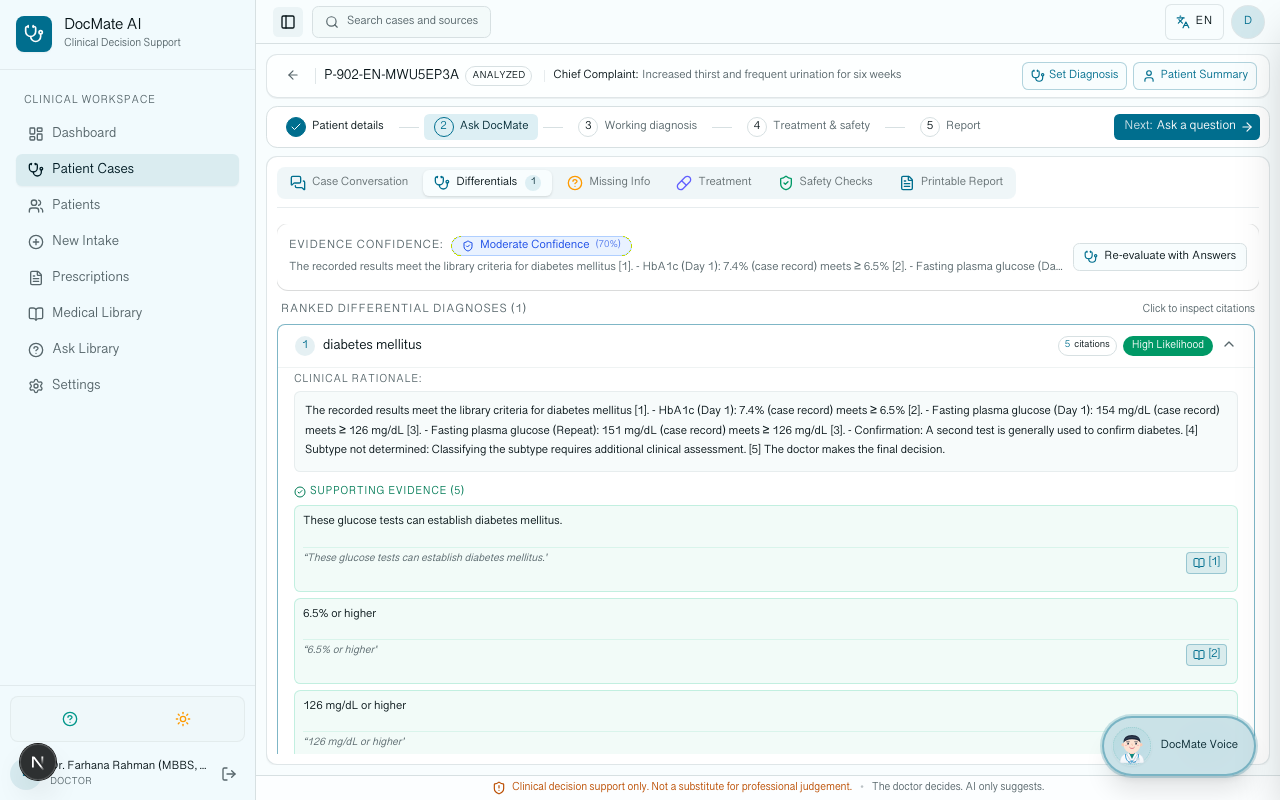 DocMate AI
Clinical Decision Support
Search cases and sources
EN
D
P-902-EN-MWU5EP3A
ANALYZED
Chief Complaint: Increased thirst and frequent urination for six weeks
Set Diagnosis
Patient Summary
CLINICAL WORKSPACE
Dashboard
Patient Cases
Patients
New Intake
Prescriptions
Medical Library
Ask Library
Settings
Patient details
2 Ask DocMate
3 Working diagnosis
4 Treatment & safety
5 Report
Next: Ask a question
Case Conversation
Differentials 1
Missing Info
Treatment
Safety Checks
Printable Report
EVIDENCE CONFIDENCE: Moderate Confidence (70%)
The recorded results meet the library criteria for diabetes mellitus [1]. - HbA1c (Day 1): 7.4% (case record) meets ≥ 6.5% [2]. - Fasting plasma glucose (Da...
Re-evaluate with Answers
RANKED DIFFERENTIAL DIAGNOSES (1)
Click to inspect citations
1 diabetes mellitus
5 citations
High Likelihood
CLINICAL RATIONALE:
The recorded results meet the library criteria for diabetes mellitus [1]. - HbA1c (Day 1): 7.4% (case record) meets ≥ 6.5% [2]. - Fasting plasma glucose (Day 1): 154 mg/dL (case record)
meets ≥ 126 mg/dL [3]. - Fasting plasma glucose (Repeat): 151 mg/dL (case record) meets ≥ 126 mg/dL [3]. - Confirmation: A second test is generally used to confirm diabetes. [4]
Subtype not determined: Classifying the subtype requires additional clinical assessment. [5] The doctor makes the final decision.
SUPPORTING EVIDENCE (5)
These glucose tests can establish diabetes mellitus.
"These glucose tests can establish diabetes mellitus."
[1]
6.5% or higher
"6.5% or higher"
[2]
126 mg/dL or higher
"126 mg/dL or higher"
DocMate Voice
N
Dr. Farhana Rahman (MBBS, ...
DOCTOR
Clinical decision support only. Not a substitute for professional judgement. • The doctor decides. AI only suggests.